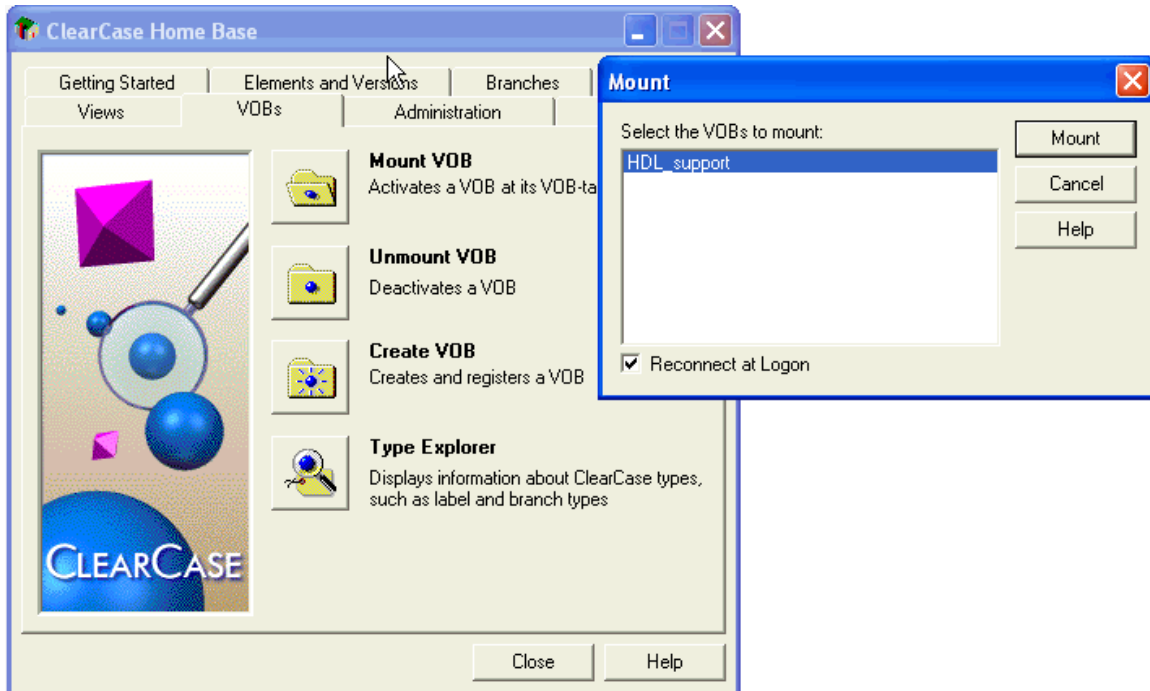 ClearCase Home Base
Getting Started
Elements and Versions
Branches
Views
VOBs
Administration
Mount VOB
Activates a VOB at its VOB-ta
Unmount VOB
Deactivates a VOB
Create VOB
Creates and registers a VOB
Type Explorer
Displays information about ClearCase types,
such as label and branch types
CLEARCASE
Close
Help
Mount
Select the VOBs to mount:
HDL_support
Mount
Cancel
Help
Reconnect at Logon